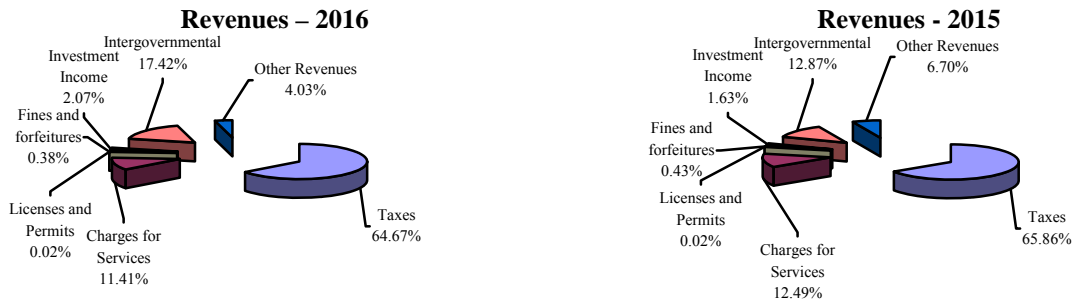 Revenues – 2016
Intergovernmental
17.42%
Investment
Income
2.07%
Other Revenues
4.03%
Fines and
forfeitures
0.38%
Licenses and
Permits
0.02%
Charges for
Services
11.41%
Taxes
64.67%
Revenues - 2015
Intergovernmental
12.87%
Investment
Income
1.63%
Other Revenues
6.70%
Fines and
forfeitures
0.43%
Licenses and
Permits
0.02%
Charges for
Services
12.49%
Taxes
65.86%